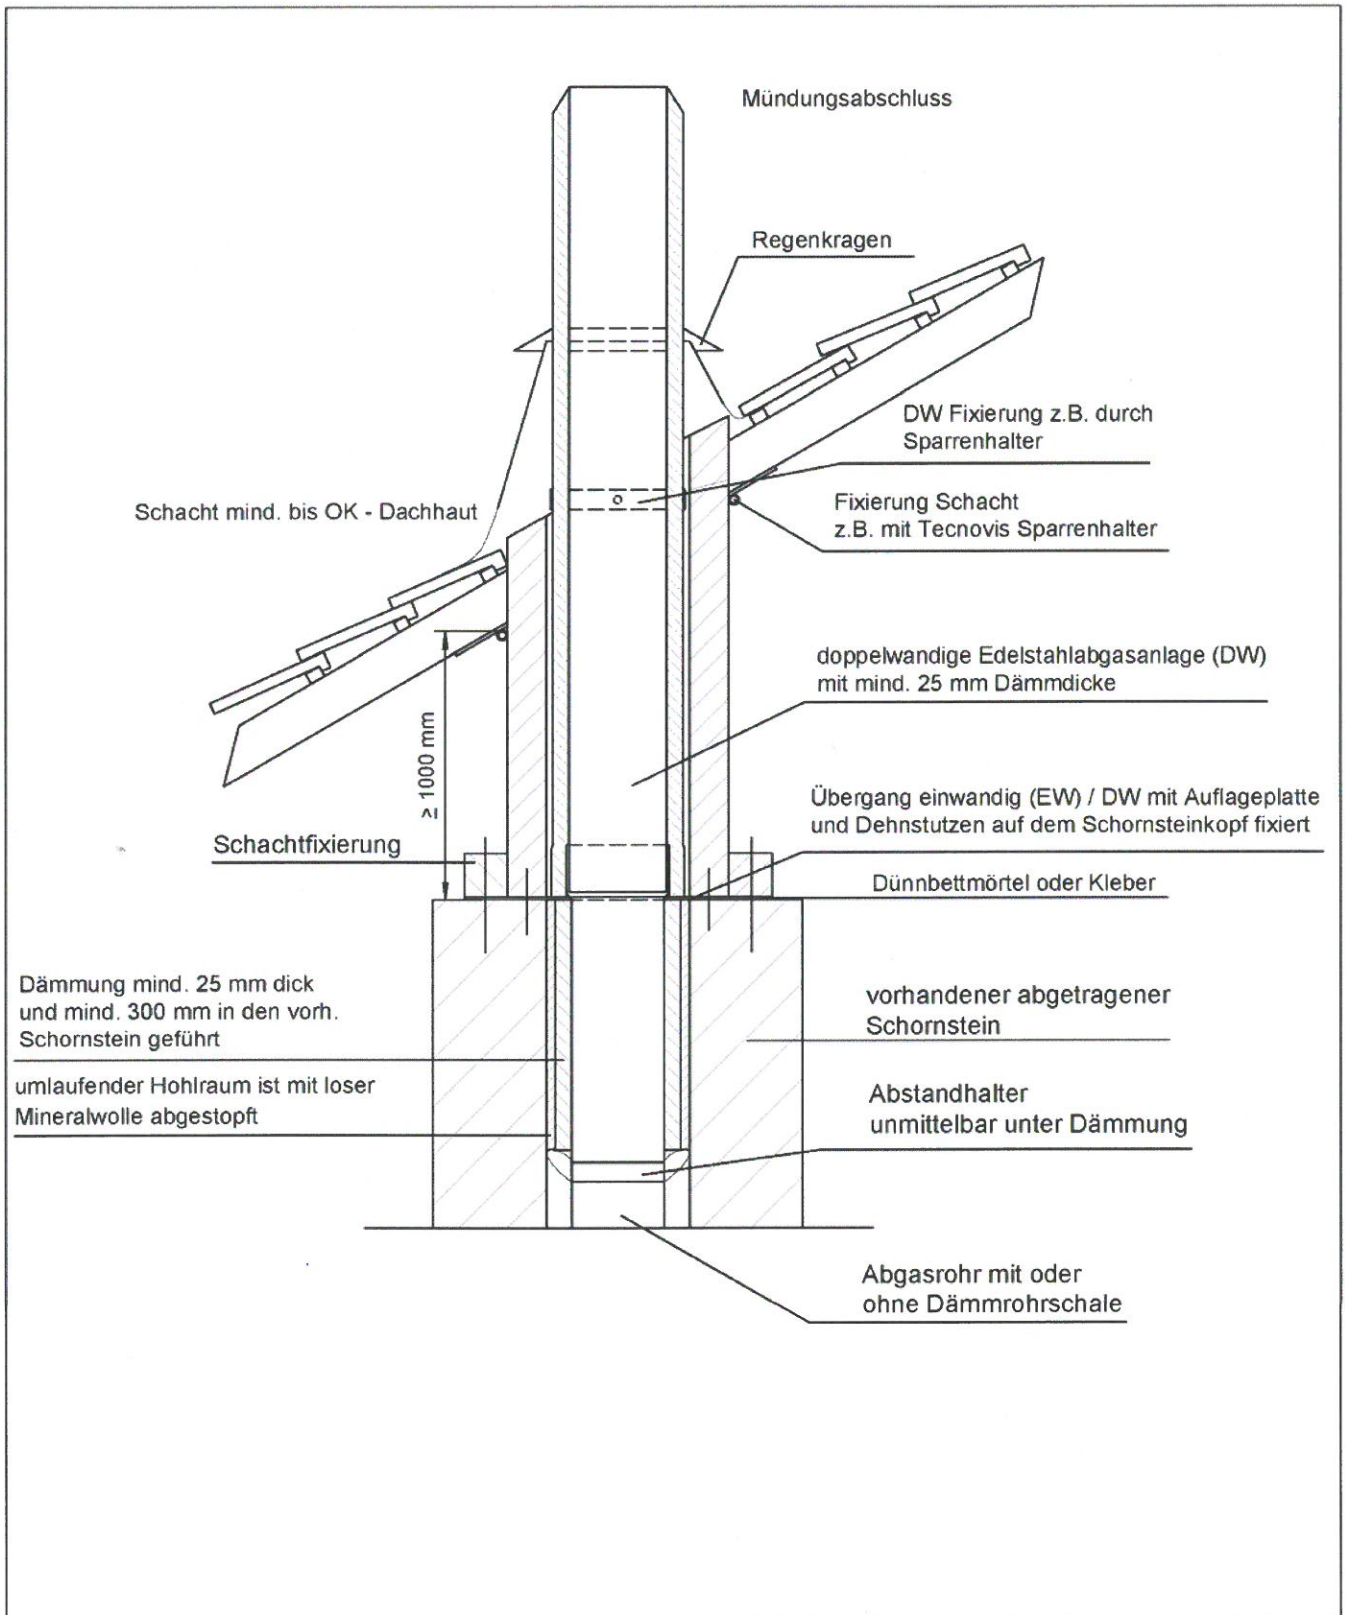 Mündungsabschluss
Regenkragen
DW Fixierung z.B. durch
Sparrenhalter
Schacht mind. bis OK - Dachhaut
Fixierung Schacht
z.B. mit Tecnovis Sparrenhalter
doppelwandige Edelstahlabgasanlage (DW)
mit mind. 25 mm Dämmdicke
≥ 1000 mm
Übergang einwandig (EW) / DW mit Auflageplatte
und Dehnstutzen auf dem Schornsteinkopf fixiert
Schachtfixierung
Dünnbettmörtel oder Kleber
Dämmung mind. 25 mm dick
und mind. 300 mm in den vorh.
Schornstein geführt
vorhandener abgetragener
Schornstein
umlaufender Hohlraum ist mit loser
Mineralwolle abgestopft
Abstandhalter
unmittelbar unter Dämmung
Abgasrohr mit oder
ohne Dämmrohrschale